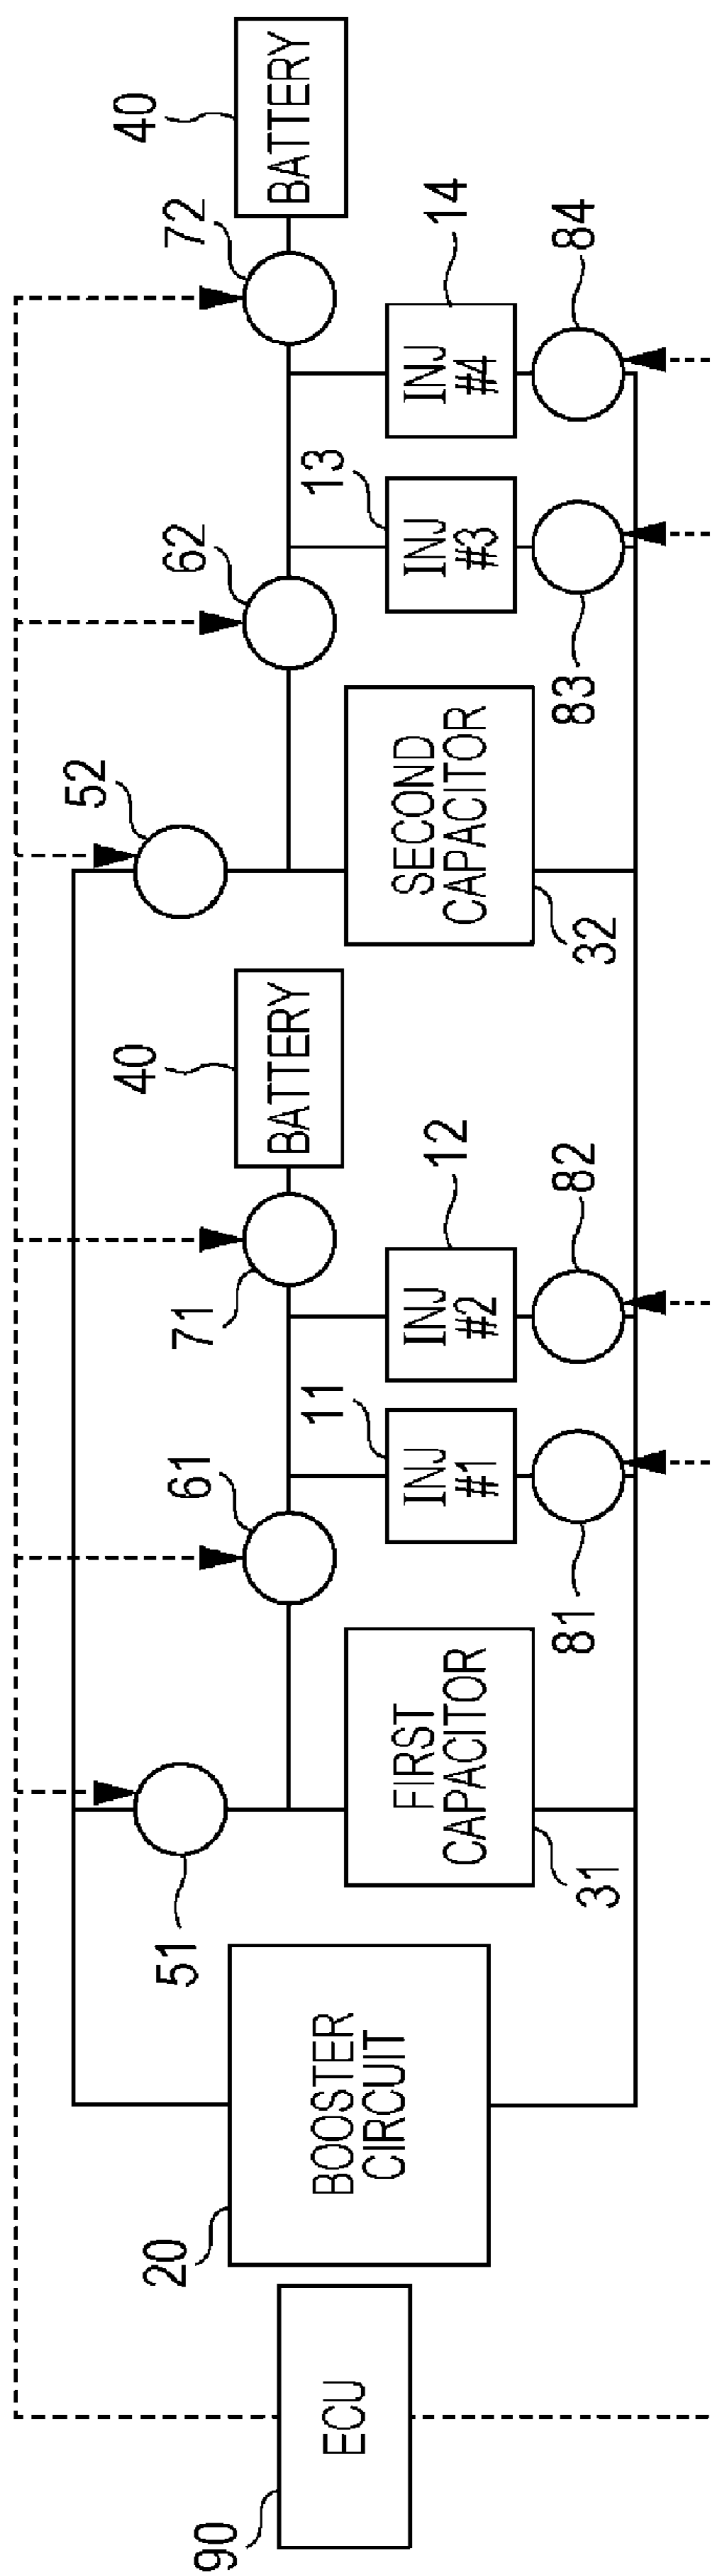 90
ECU
20
BOOSTER
CIRCUIT
51
FIRST
CAPACITOR
31
61
11
INJ
#1
81
71
12
INJ
#2
82
40
BATTERY
52
SECOND
CAPACITOR
32
62
13
INJ
#3
83
72
14
INJ
#4
84
40
BATTERY